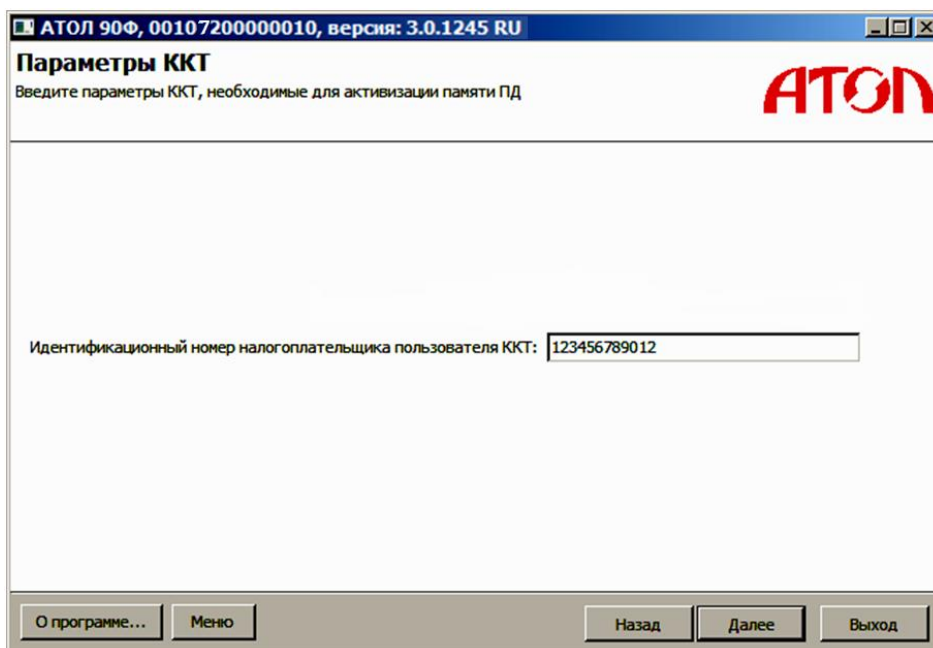 АТОЛ 90Ф, 00107200000010, версия: 3.0.1245 RU
Параметры ККТ
Введите параметры ККТ, необходимые для активизации памяти ПД
АТОЛ
Идентификационный номер налогоплательщика пользователя ККТ: 123456789012
О программе... Меню Назад Далее Выход